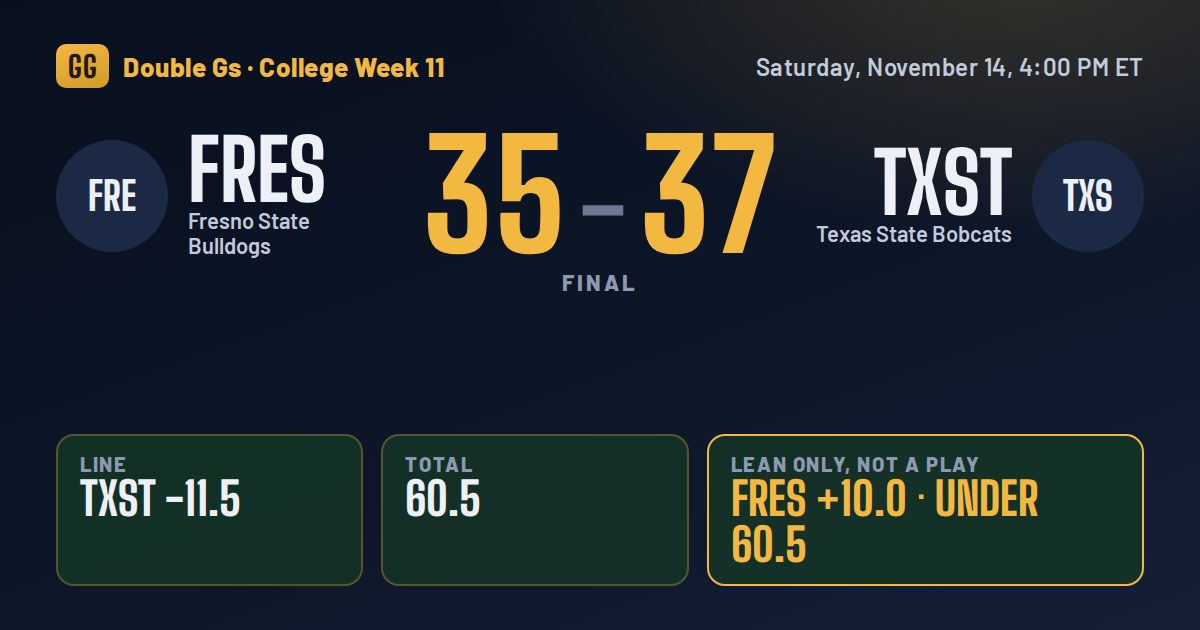 GG
Double Gs · College Week 11
Saturday, November 14, 4:00 PM ET
FRE
FRES
Fresno State
Bulldogs
35 – 37
FINAL
TXST
Texas State Bobcats
TXS
LINE
TXST -11.5
TOTAL
60.5
LEAN ONLY, NOT A PLAY
FRES +10.0 · UNDER
60.5